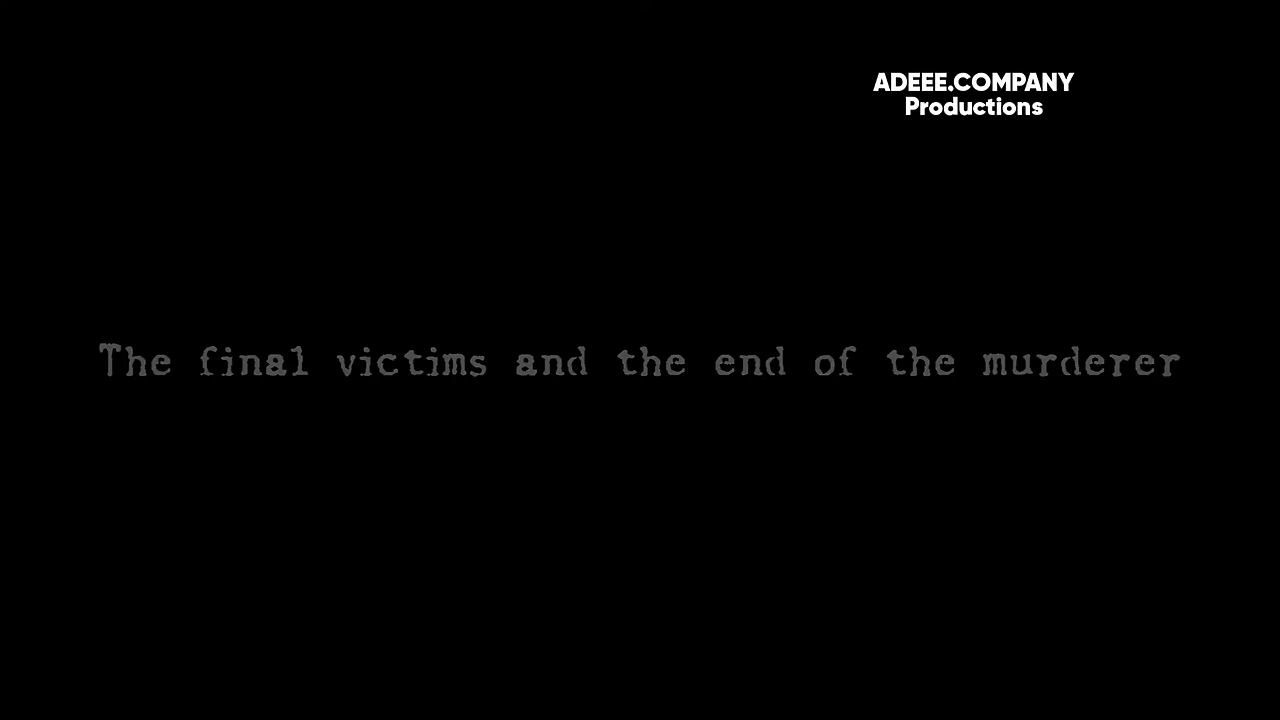 ADEEE.COMPANY
Productions
The final victims and the end of the murderer